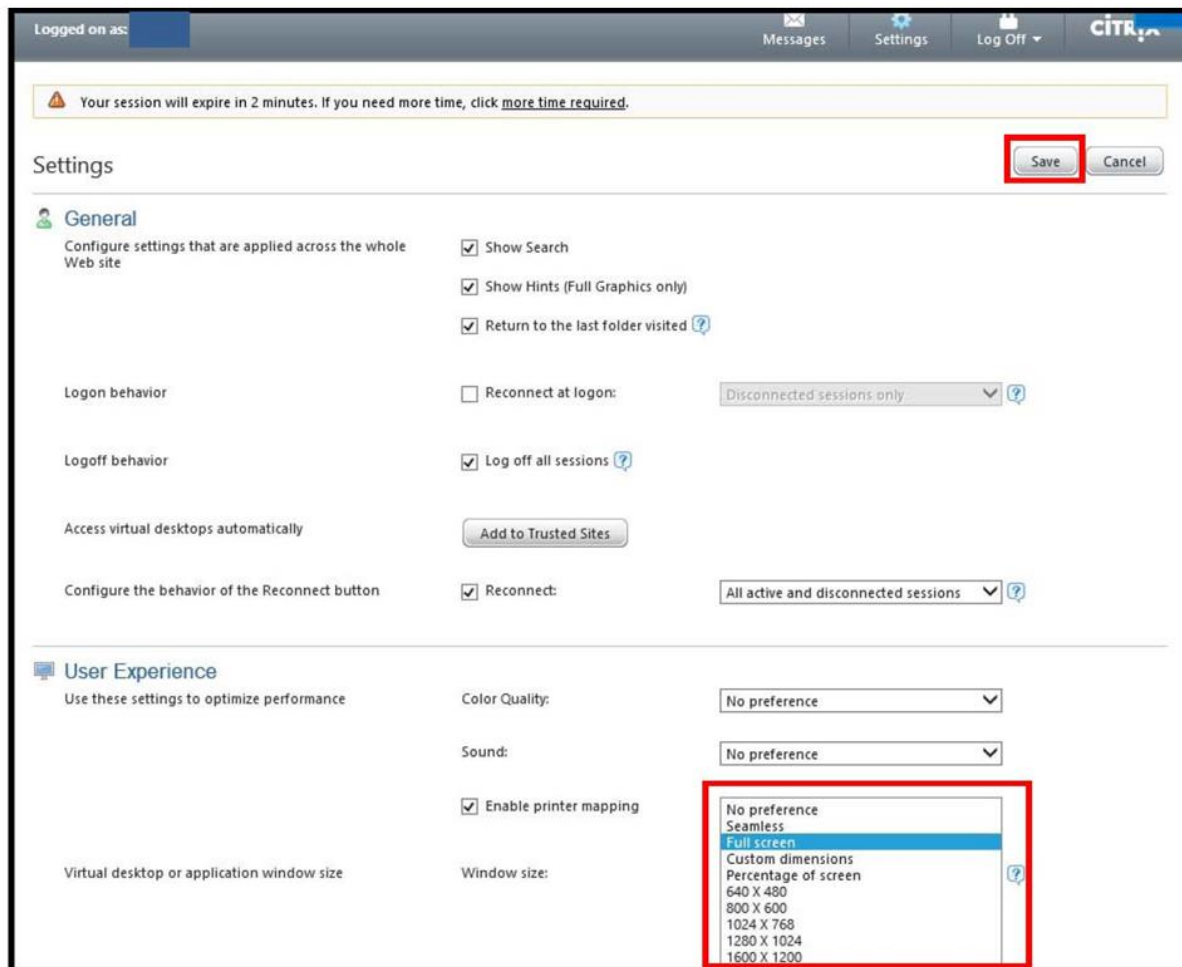 Logged on as:
Messages
Settings
Log Off
Your session will expire in 2 minutes. If you need more time, click more time required.
Settings
Save
Cancel
General
Configure settings that are applied across the whole
Web site
Show Search
Show Hints (Full Graphics only)
Return to the last folder visited
Logon behavior
Reconnect at logon:
Disconnected sessions only
Logoff behavior
Log off all sessions
Access virtual desktops automatically
Add to Trusted Sites
Configure the behavior of the Reconnect button
Reconnect:
All active and disconnected sessions
User Experience
Use these settings to optimize performance
Color Quality:
No preference
Sound:
No preference
Enable printer mapping
Virtual desktop or application window size
Window size:
No preference
Seamless
Full screen
Custom dimensions
Percentage of screen
640 X 480
800 X 600
1024 X 768
1280 X 1024
1600 X 1200